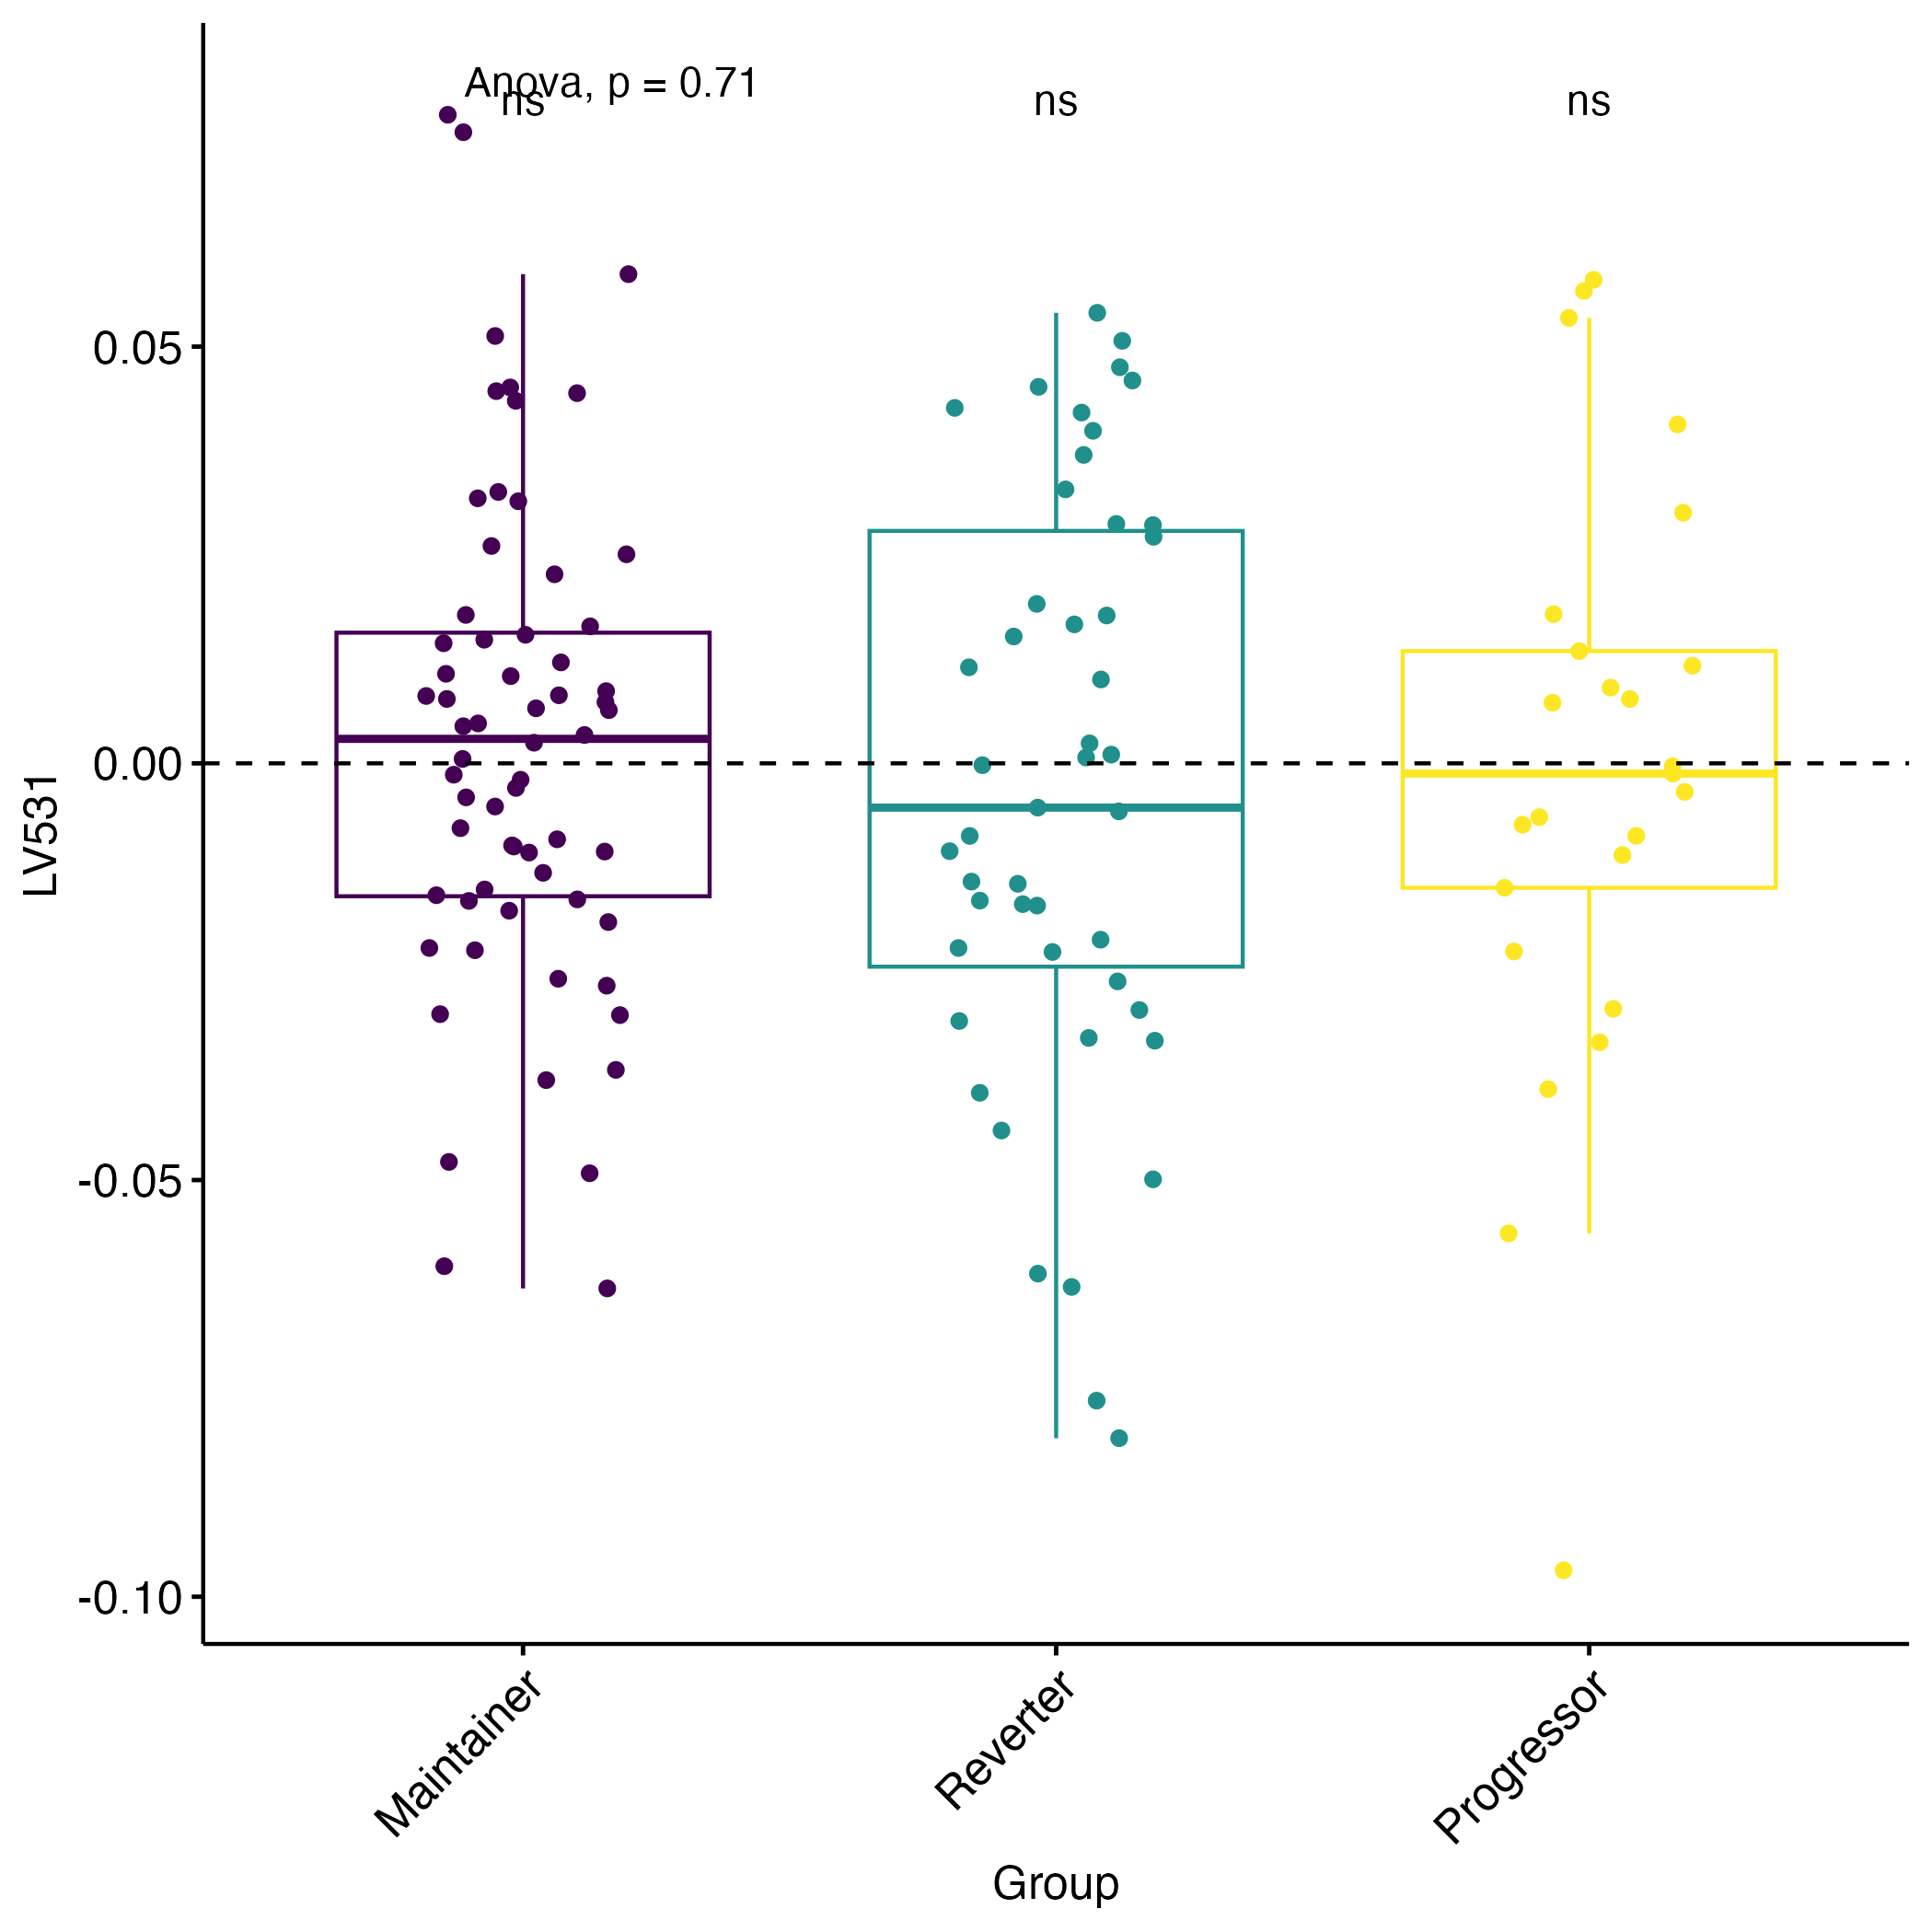 Anova, p = 0.71
ns
ns
ns
0.05
0.00
-0.05
-0.10
LV531
Maintainer
Reverter
Progressor
Group